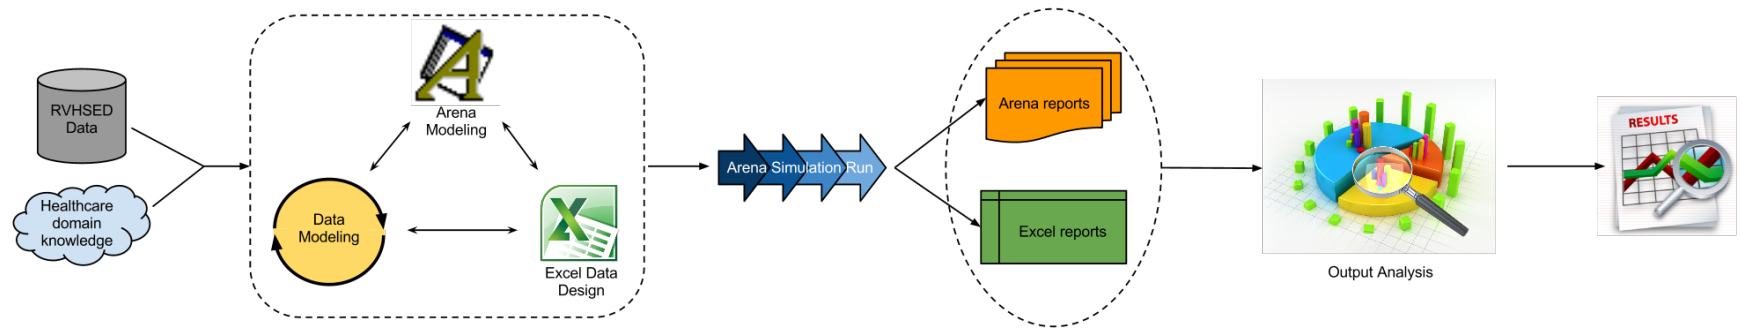 RVHSED
Data
Healthcare
domain
knowledge
Arena
Modeling
Data
Modeling
Excel Data
Design
Arena Simulation Run
Arena reports
Excel reports
Output Analysis
RESULTS